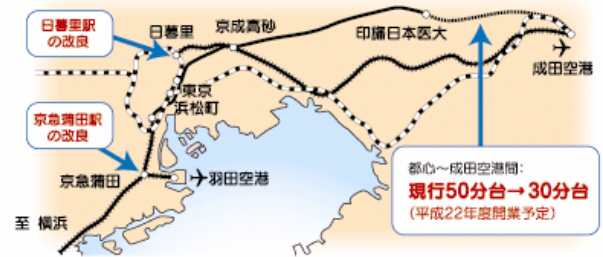 日暮里駅
の改良
日暮里
京成高砂
印旛日本医大
成田空港
東京
浜松町
京急蒲田駅
の改良
京急蒲田
羽田空港
至 横浜
都心～成田空港間：
現行50分台→30分台
（平成22年度開業予定）